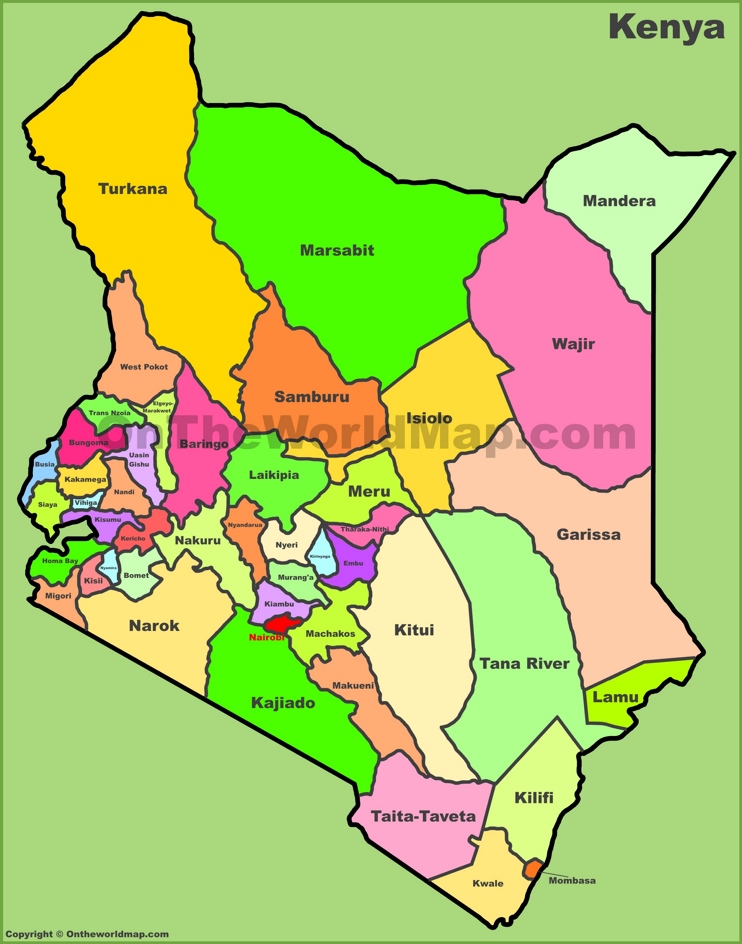 Kenya
Turkana
Mandera
Marsabit
Wajir
West Pokot
Samburu
Elgeyo-
Marakwet
Trans Nzoia
Isiolo
OnTheWorldMap.com
Bungoma
Baringo
Uasin
Gishu
Busia
Laikipia
Kakamega
Nandi
Meru
Siaya
Vihiga
Kisumu
Nyandarua
Tharaka-Nithi
Garissa
Kericho
Nakuru
Nyeri
Kirinyaga
Homa Bay
Embu
Nyamira
Kisii
Bomet
Murang'a
Migori
Kiambu
Narok
Kitui
Nairobi
Machakos
Tana River
Makueni
Lamu
Kajiado
Kilifi
Taita-Taveta
Kwale
Mombasa
Copyright © Ontheworldmap.com